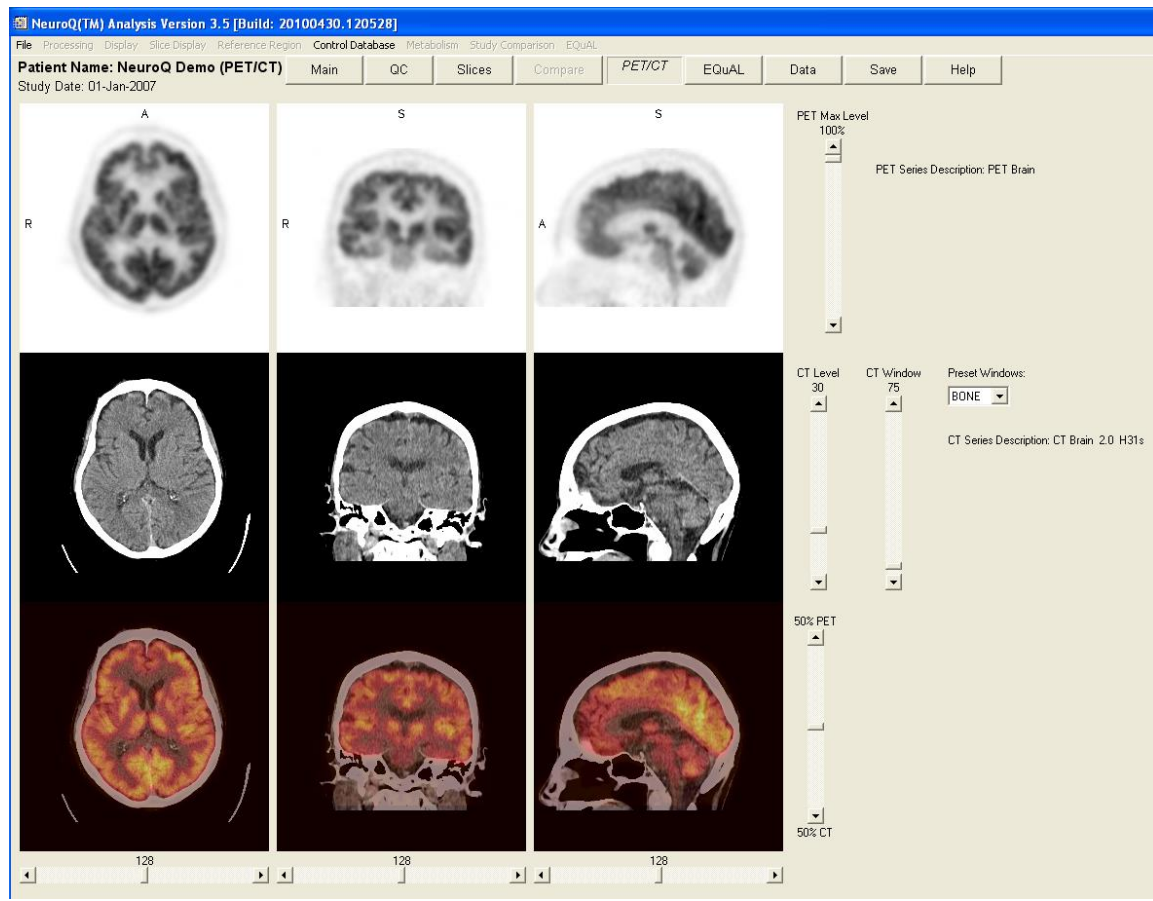 NeuroQ(TM) Analysis Version 3.5 [Build: 20100430.120528]
File Processing Display Slice Display Reference Region Control Database Metabolism Study Comparison EQuAL
Patient Name: NeuroQ Demo (PET/CT) Main QC Slices Compare PET/CT EQuAL Data Save Help
Study Date: 01-Jan-2007
A S S PET Max Level
100%
PET Series Description: PET Brain
R R A
CT Level CT Window Preset Windows:
30 75
BONE
CT Series Description: CT Brain 2.0 H31s
50% PET
50% CT
128 128 128